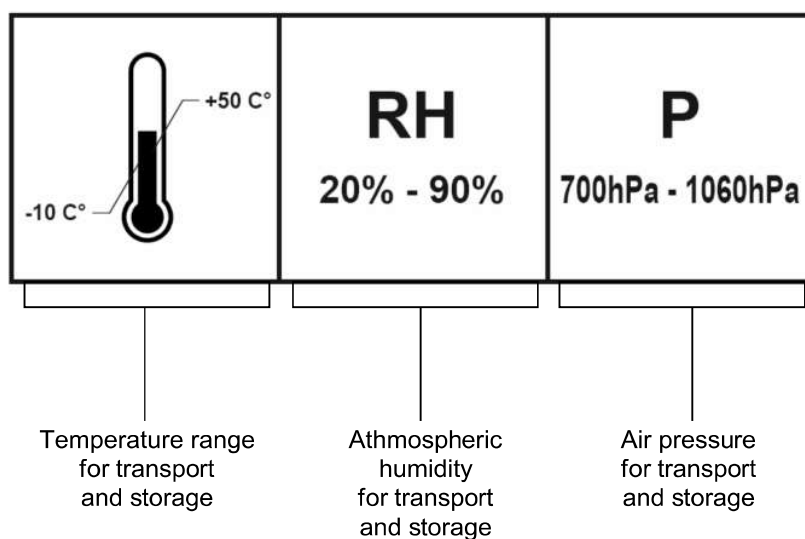 +50 C°
-10 C°
RH
20% - 90%
P
700hPa - 1060hPa
Temperature range
for transport
and storage
Athmospheric
humidity
for transport
and storage
Air pressure
for transport
and storage